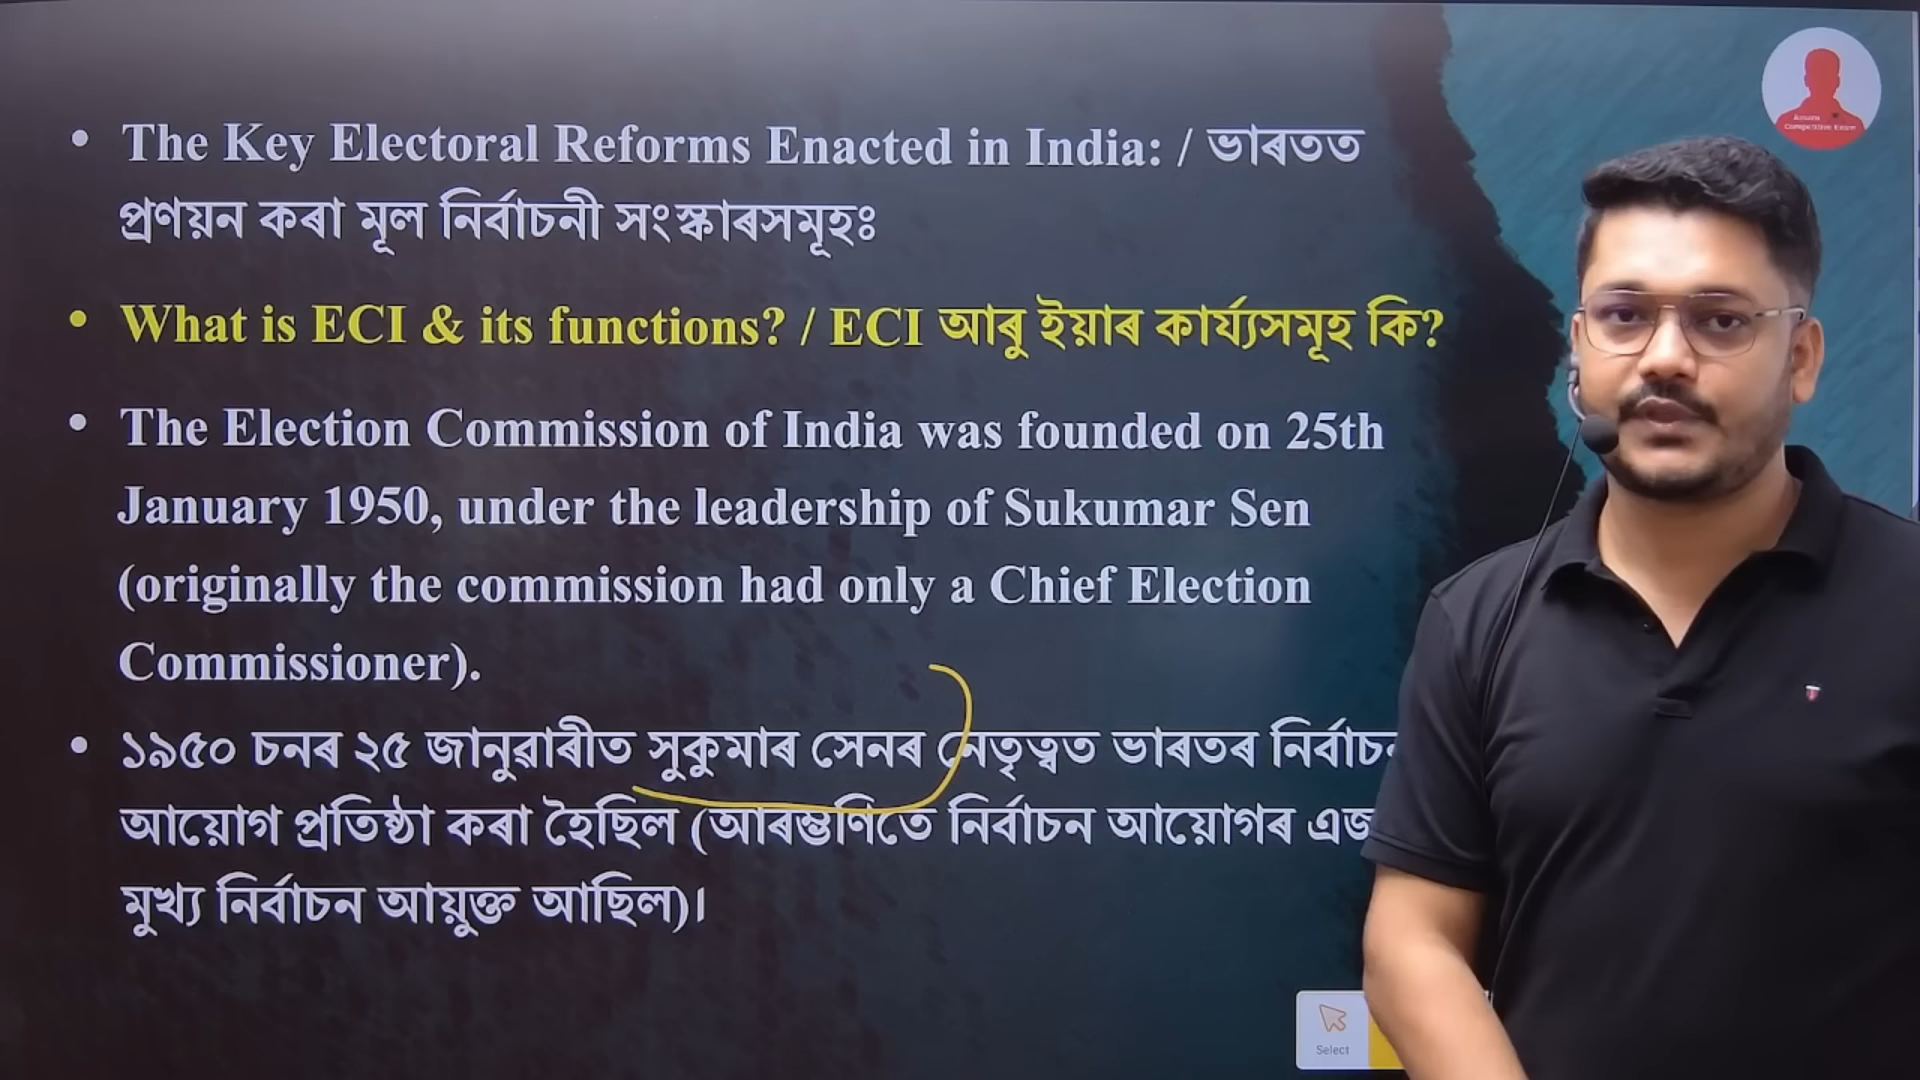 • The Key Electoral Reforms Enacted in India: / ভাৰতত
প্ৰণয়ন কৰা মূল নিৰ্বাচনী সংস্কাৰসমূহঃ
• What is ECI & its functions? / ECI আৰু ইয়াৰ কাৰ্য্যসমূহ কি?
• The Election Commission of India was founded on 25th
January 1950, under the leadership of Sukumar Sen
(originally the commission had only a Chief Election
Commissioner).
• ১৯৫০ চনৰ ২৫ জানুৱাৰীত সুকুমাৰ সেনৰ নেতৃত্বত ভাৰতৰ
আয়োগ প্ৰতিষ্ঠা কৰা হৈছিল (আৰম্ভণিতে নিৰ্বাচন আয়োগৰ
মুখ্য নিৰ্বাচন আয়ুক্ত আছিল)।
Assam
Competitive Exam
Select